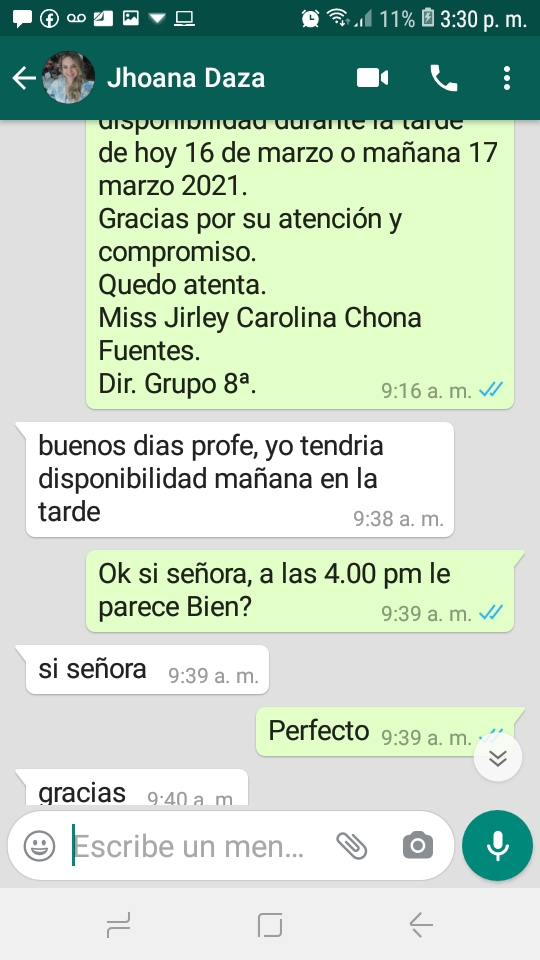 11% 3:30 p. m.
Jhoana Daza
disponibilidad durante la tarde
de hoy 16 de marzo o mañana 17
marzo 2021.
Gracias por su atención y
compromiso.
Quedo atenta.
Miss Jirley Carolina Chona
Fuentes.
Dir. Grupo 8ª.
9:16 a. m.
buenos dias profe, yo tendria
disponibilidad mañana en la
tarde
9:38 a. m.
Ok si señora, a las 4.00 pm le
parece Bien?
9:39 a. m.
si señora 9:39 a. m.
Perfecto 9:39 a. m.
gracias 9:40 a. m.
Escribe un men...